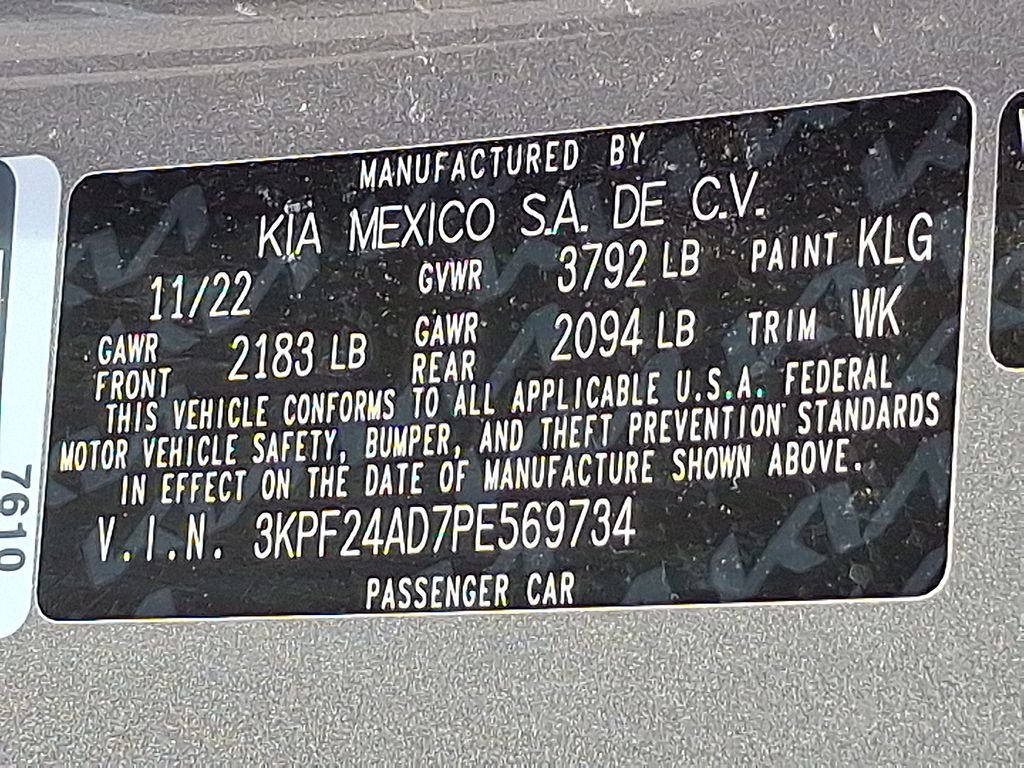 MANUFACTURED BY
KIA MEXICO S.A. DE C.V.
11/22 GVWR 3792 LB PAINT KLG
GAWR FRONT 2183 LB GAWR REAR 2094 LB TRIM WK
THIS VEHICLE CONFORMS TO ALL APPLICABLE U.S.A. FEDERAL
MOTOR VEHICLE SAFETY, BUMPER, AND THEFT PREVENTION STANDARDS
IN EFFECT ON THE DATE OF MANUFACTURE SHOWN ABOVE.
V.I.N. 3KPF24AD7PE569734
PASSENGER CAR
7610